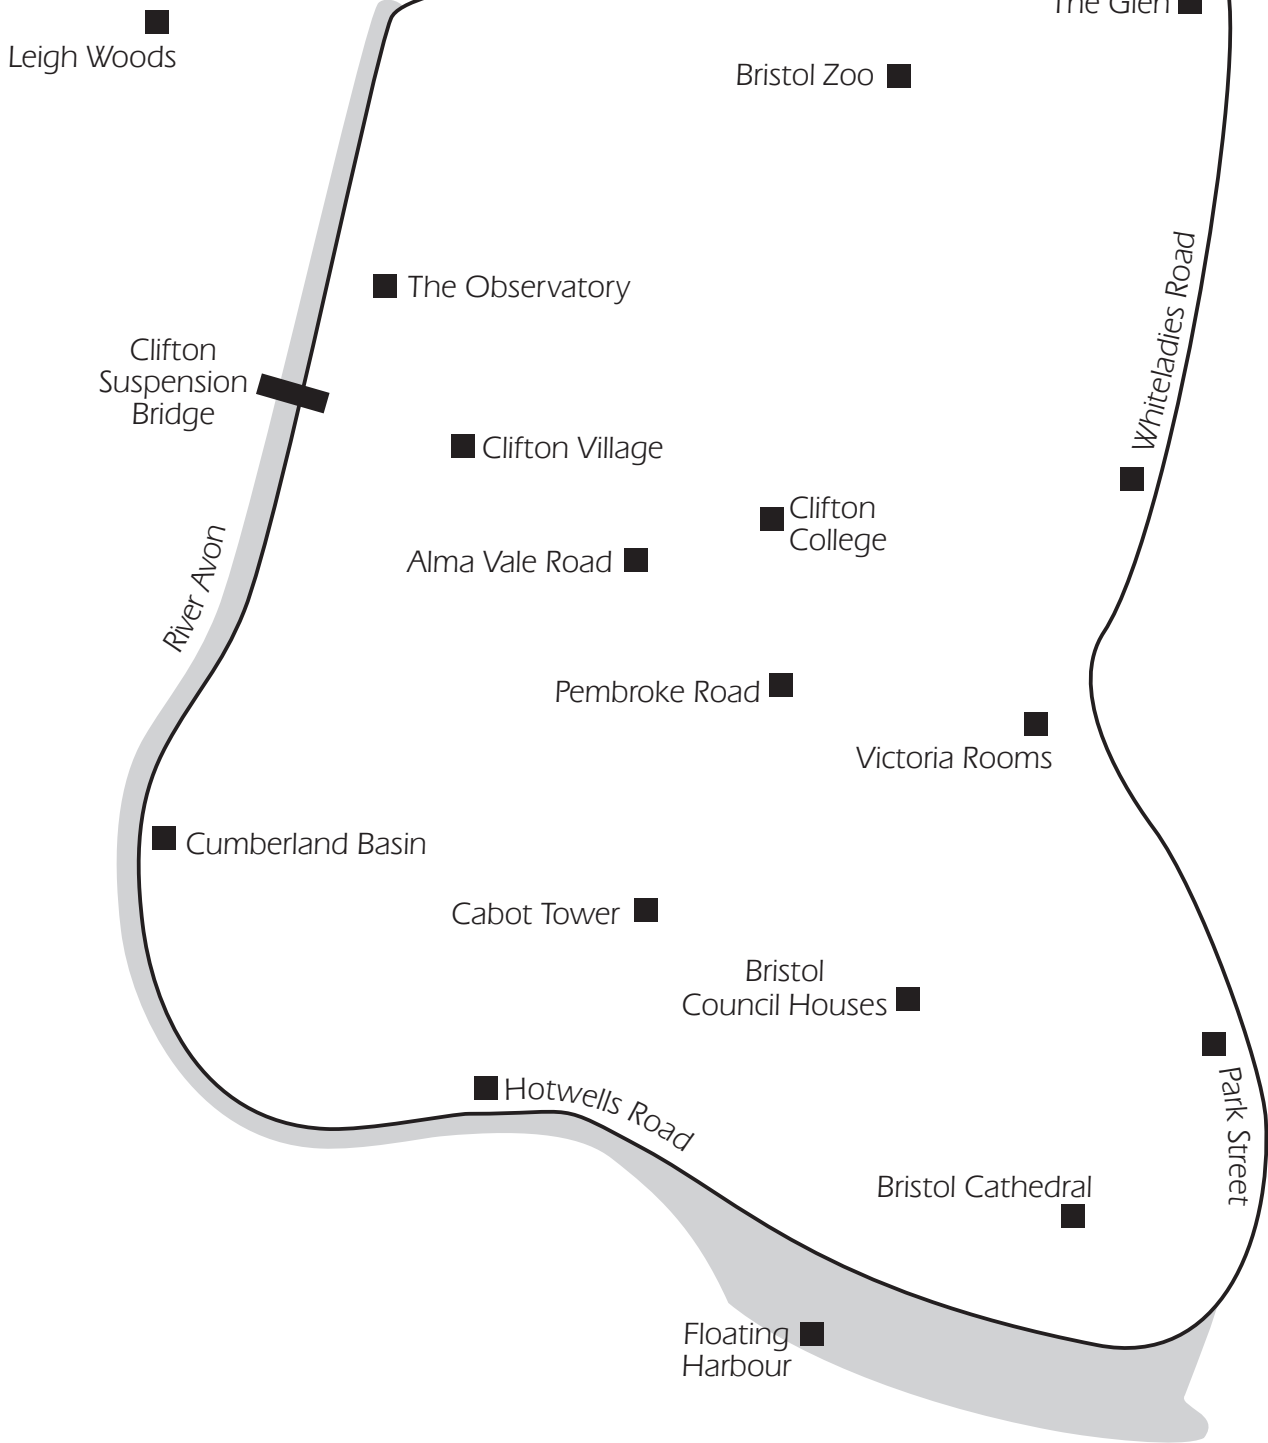 The Glen
Leigh Woods
Bristol Zoo
Whiteladies Road
The Observatory
Clifton
Suspension
Bridge
Clifton Village
Clifton
College
Alma Vale Road
River Avon
Pembroke Road
Victoria Rooms
Cumberland Basin
Cabot Tower
Bristol
Council Houses
Hotwells Road
Park Street
Bristol Cathedral
Floating
Harbour